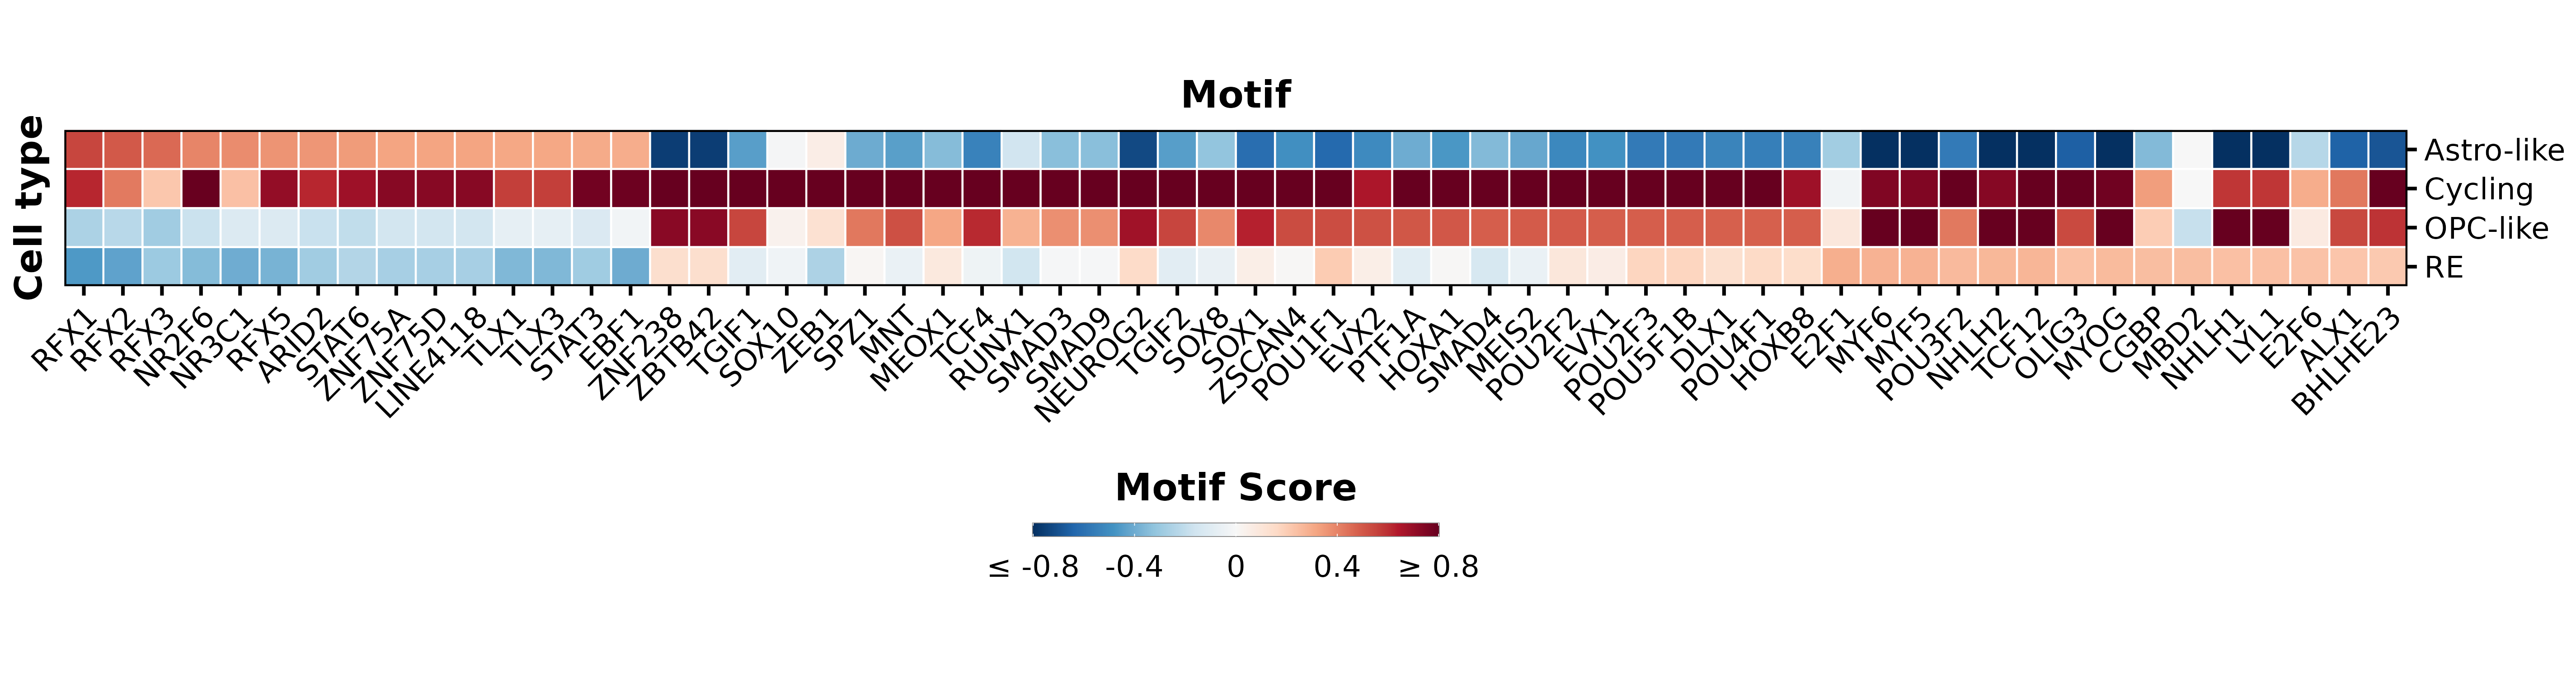 Motif
Cell type
Astro-like
Cycling
OPC-like
RE
RFX1
RFX2
RFX3
NR2F6
NR3C1
RFX5
ARID2
STAT6
ZNF75A
ZNF75D
LINE4118
TLX1
TLX3
STAT3
EBF1
ZNF238
ZBTB42
TGIF1
SOX10
ZEB1
SPZ1
MNT
MEOX1
TCF4
RUNX1
SMAD3
SMAD9
NEUROG2
TGIF2
SOX8
SOX1
ZSCAN4
POU1F1
EVX2
PTF1A
HOXA1
SMAD4
MEIS2
POU2F2
EVX1
POU2F3
POU5F1B
DLX1
POU4F1
HOXB8
E2F1
MYF6
MYF5
POU3F2
NHLH2
TCF12
OLIG3
MYOG
CGBP
MBD2
NHLH1
LYL1
E2F6
ALX1
BHLHE23
Motif Score
≤ -0.8 -0.4 0 0.4 ≥ 0.8